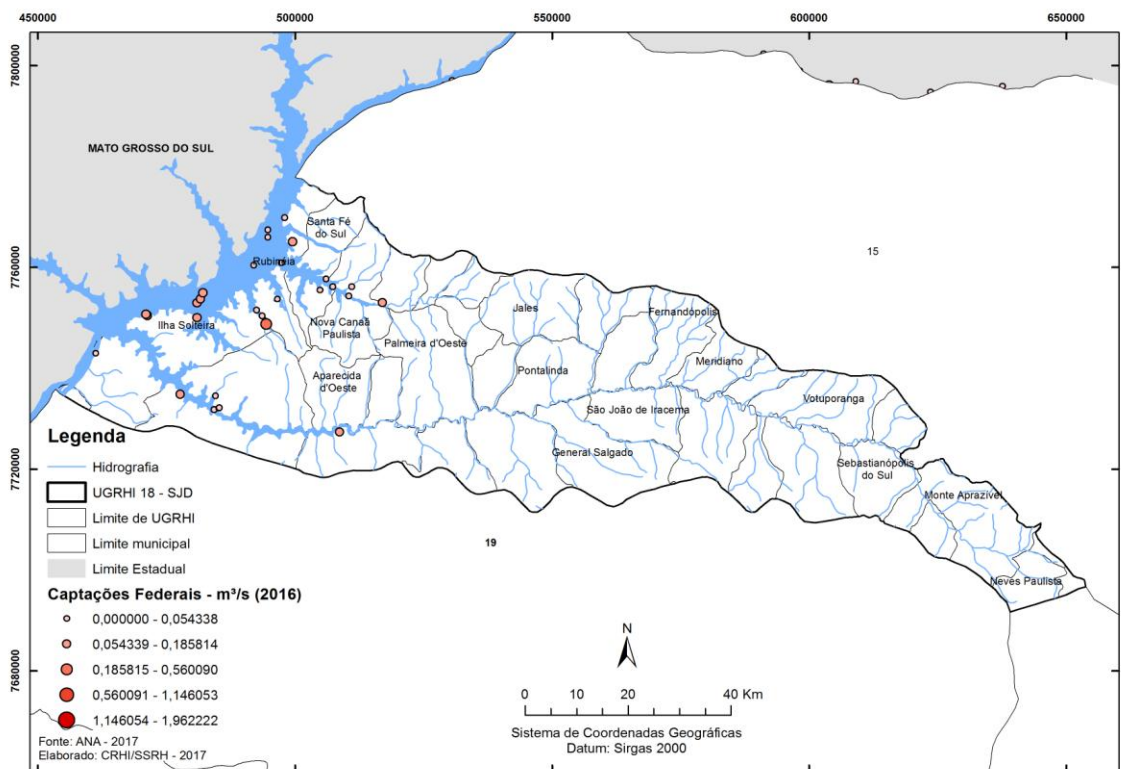 450000 500000 550000 600000 650000
7800000
7760000
7720000
7680000
MATO GROSSO DO SUL
15
19
Santa Fé
do Sul
Rubinéia
Ilha Solteira
Nova Canaã
Paulista
Palmeira d'Oeste
Aparecida
d'Oeste
Jales
Fernandópolis
Meridiano
Pontalinda
Votuporanga
São João de Iracema
General Salgado
Sebastianópolis
do Sul
Monte Aprazível
Neves Paulista
Legenda
Hidrografia
UGRHI 18 - SJD
Limite de UGRHI
Limite municipal
Limite Estadual
Captações Federais - m³/s (2016)
0,000000 - 0,054338
0,054339 - 0,185814
0,185815 - 0,560090
0,560091 - 1,146053
1,146054 - 1,962222
Fonte: ANA - 2017
Elaborado: CRHI/SSRH - 2017
N
0 10 20 40 Km
Sistema de Coordenadas Geográficas
Datum: Sirgas 2000